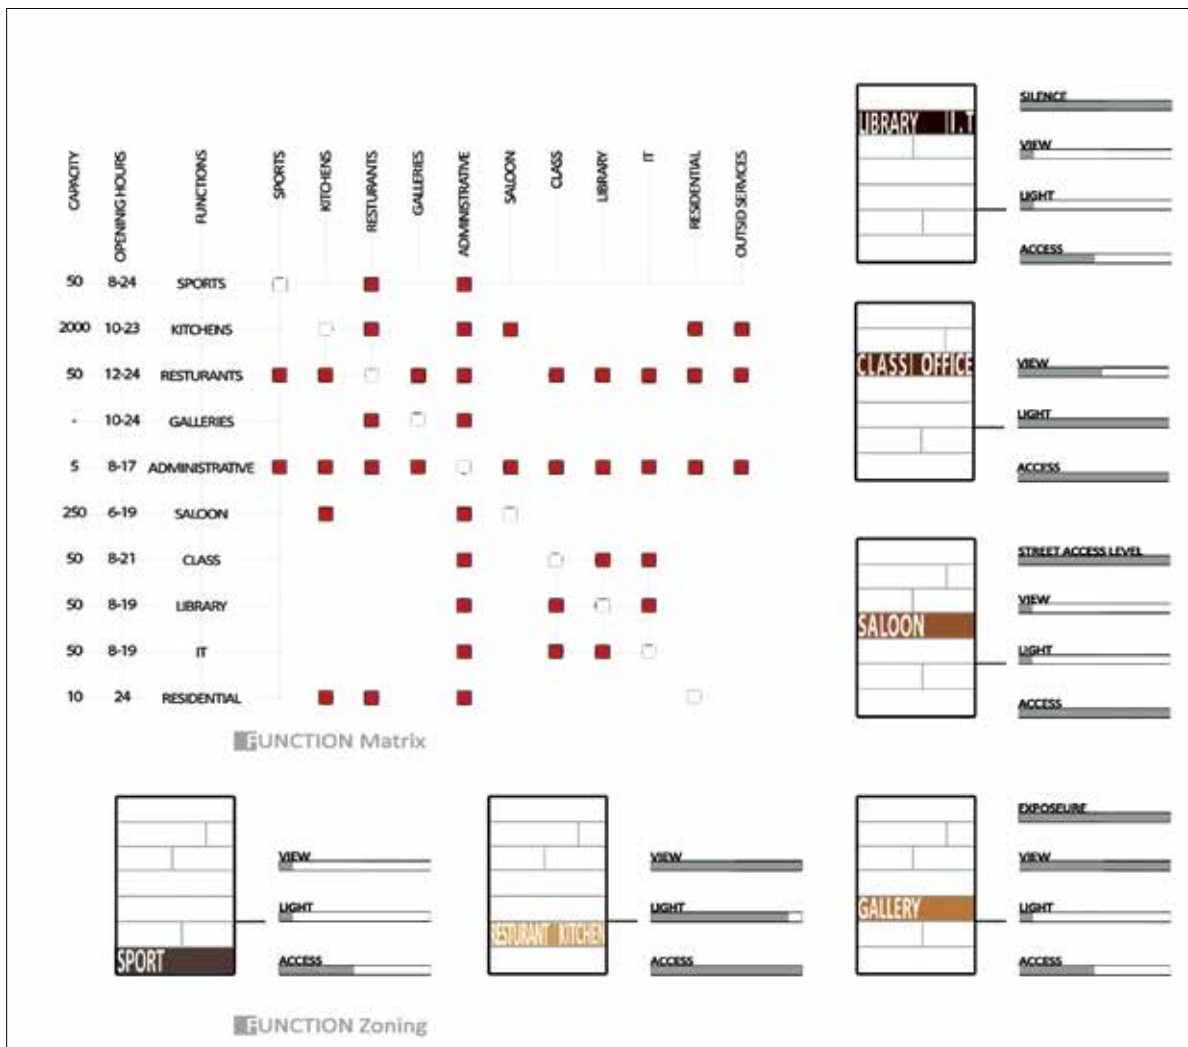 CAPACITY
OPENING HOURS
FUNCTIONS
SPORTS
KITCHENS
RESTURANTS
GALLERIES
ADMINISTRATIVE
SALOON
CLASS
LIBRARY
IT
RESIDENTIAL
OUTSID SERVICES
50 8-24 SPORTS
2000 10-23 KITCHENS
50 12-24 RESTURANTS
- 10-24 GALLERIES
5 8-17 ADMINISTRATIVE
250 6-19 SALOON
50 8-21 CLASS
50 8-19 LIBRARY
50 8-19 IT
10 24 RESIDENTIAL
FUNCTION Matrix
LIBRARY I.T
SILENCE
VIEW
LIGHT
ACCESS
CLASS OFFICE
VIEW
LIGHT
ACCESS
SALOON
STREET ACCESS LEVEL
VIEW
LIGHT
ACCESS
SPORT
VIEW
LIGHT
ACCESS
RESTURANT KITCHEN
VIEW
LIGHT
ACCESS
GALLERY
EXPOSEURE
VIEW
LIGHT
ACCESS
FUNCTION Zoning